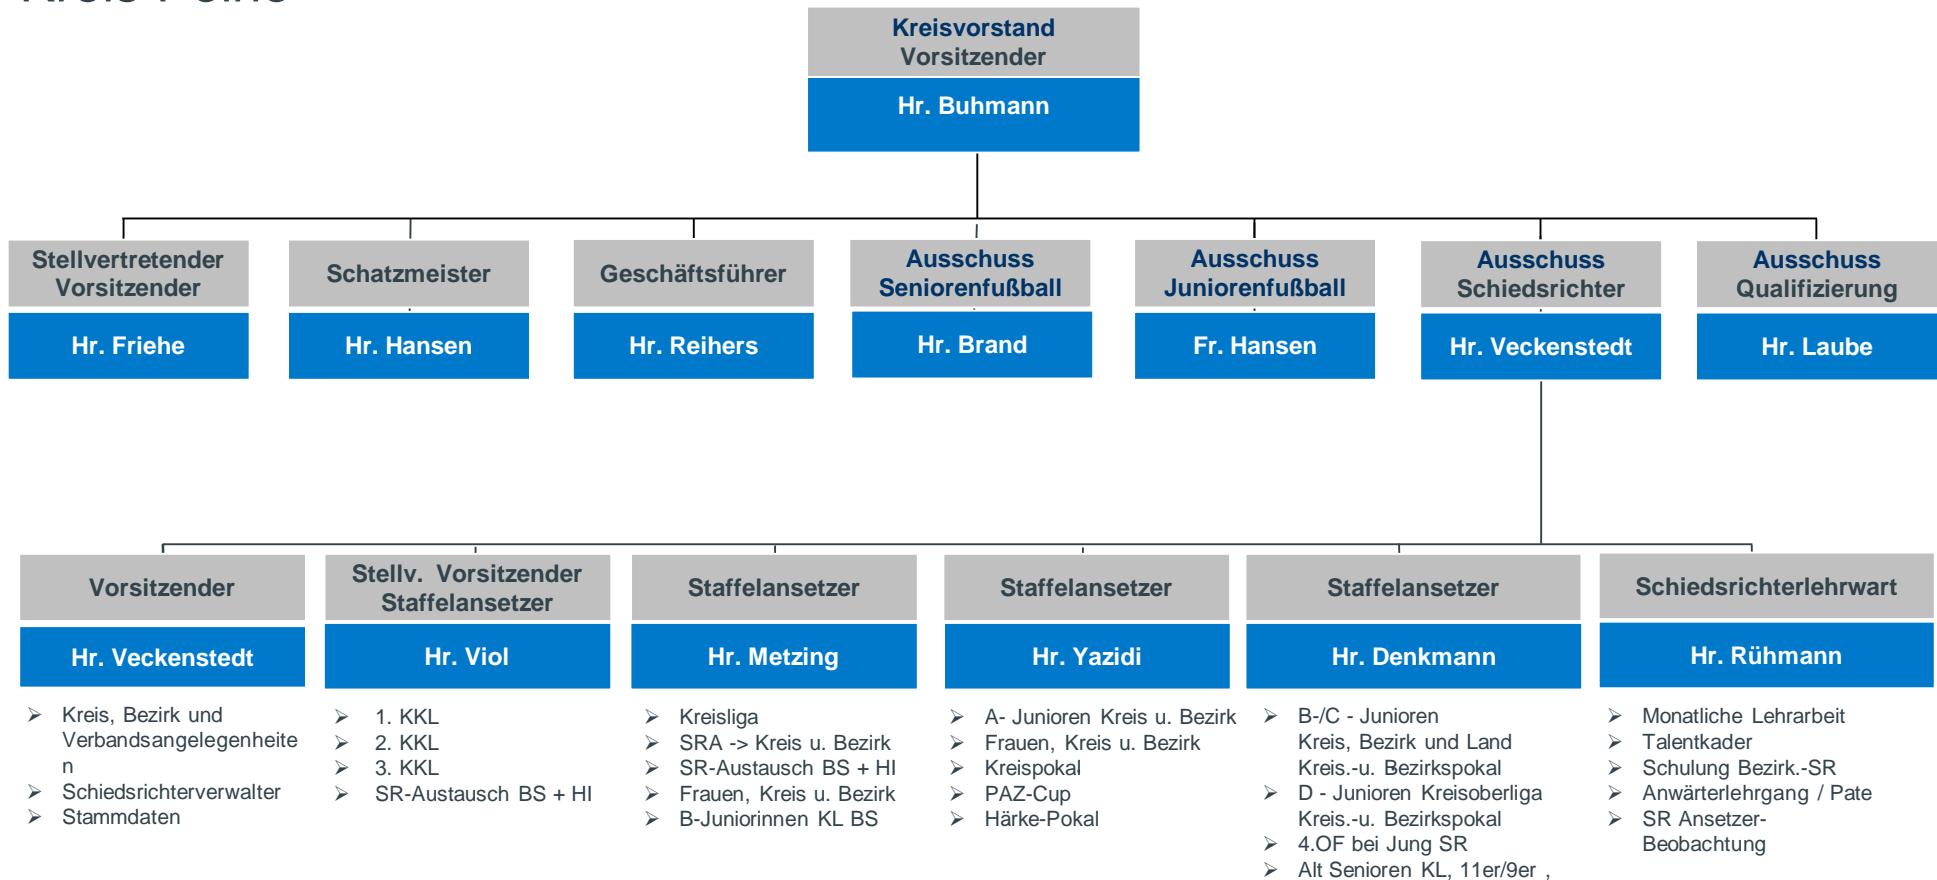 Kreis Peine
Kreisvorstand
Vorsitzender
Hr. Buhmann
Stellvertretender
Vorsitzender
Hr. Friehe
Schatzmeister
Hr. Hansen
Geschäftsführer
Hr. Reihers
Ausschuss
Seniorenfußball
Hr. Brand
Ausschuss
Juniorenfußball
Fr. Hansen
Ausschuss
Schiedsrichter
Hr. Veckenstedt
Ausschuss
Qualifizierung
Hr. Laube
Vorsitzender
Hr. Veckenstedt
➢ Kreis, Bezirk und
Verbandsangelegenheite
n
➢ Schiedsrichterverwalter
➢ Stammdaten
Stellv. Vorsitzender
Staffelansetzer
Hr. Viol
➢ 1. KKL
➢ 2. KKL
➢ 3. KKL
➢ SR-Austausch BS + HI
Staffelansetzer
Hr. Metzing
➢ Kreisliga
➢ SRA -> Kreis u. Bezirk
➢ SR-Austausch BS + HI
➢ Frauen, Kreis u. Bezirk
➢ B-Juniorinnen KL BS
Staffelansetzer
Hr. Yazidi
➢ A- Junioren Kreis u. Bezirk
➢ Frauen, Kreis u. Bezirk
➢ Kreispokal
➢ PAZ-Cup
➢ Härke-Pokal
Staffelansetzer
Hr. Denkmann
➢ B-/C - Junioren
Kreis, Bezirk und Land
Kreis.-u. Bezirkspokal
➢ D - Junioren Kreisoberliga
Kreis.-u. Bezirkspokal
➢ 4.OF bei Jung SR
➢ Alt Senioren KL, 11er/9er ,
Schiedsrichterlehrwart
Hr. Rühmann
➢ Monatliche Lehrarbeit
➢ Talentkader
➢ Schulung Bezirk.-SR
➢ Anwärterlehrgang / Pate
➢ SR Ansetzer-
Beobachtung